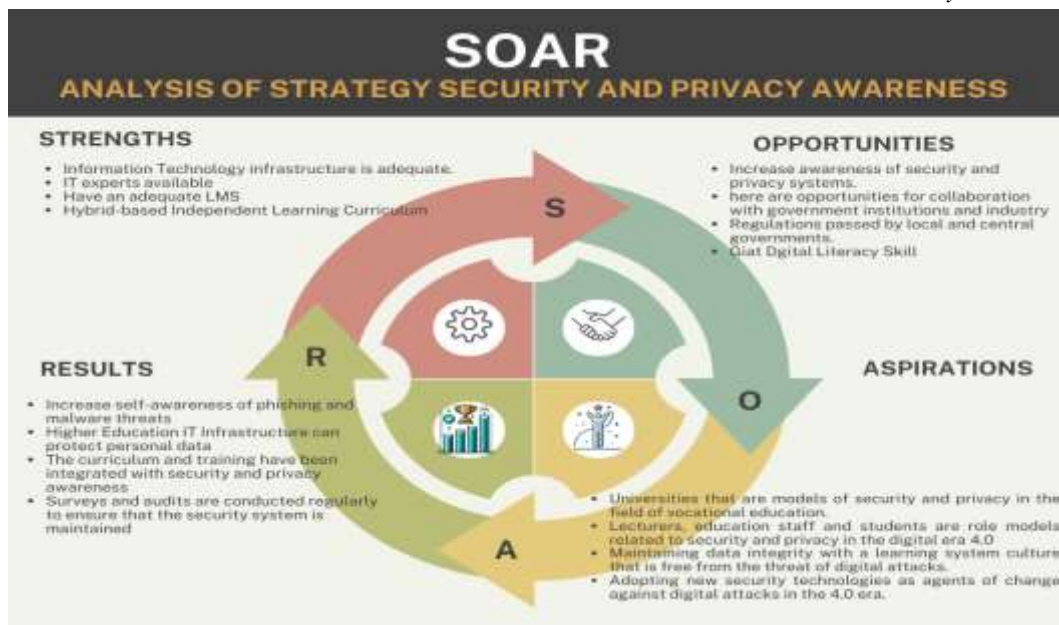 SOAR
ANALYSIS OF STRATEGY SECURITY AND PRIVACY AWARENESS
STRENGTHS
• Information Technology infrastructure is adequate.
• IT experts available
• Have an adequate LMS
• Hybrid-based Independent Learning Curriculum
OPPORTUNITIES
• Increase awareness of security and
privacy systems.
• here are opportunities for collaboration
with government institutions and industry
• Regulations passed by local and central
governments.
• Giat Dgital Literacy Skill
S
O
A
R
RESULTS
• Increase self-awareness of phishing and
malware threats
• Higher Education IT Infrastructure can
protect personal data
• The curriculum and training have been
integrated with security and privacy
awareness
• Surveys and audits are conducted regularly
to ensure that the security system is
maintained
ASPIRATIONS
• Universities that are models of security and privacy in the
field of vocational education.
• Lecturers, education staff and students are role models
related to security and privacy in the digital era 4.0
• Maintaining data integrity with a learning system culture
that is free from the threat of digital attacks.
• Adopting new security technologies as agents of change
against digital attacks in the 4.0 era.